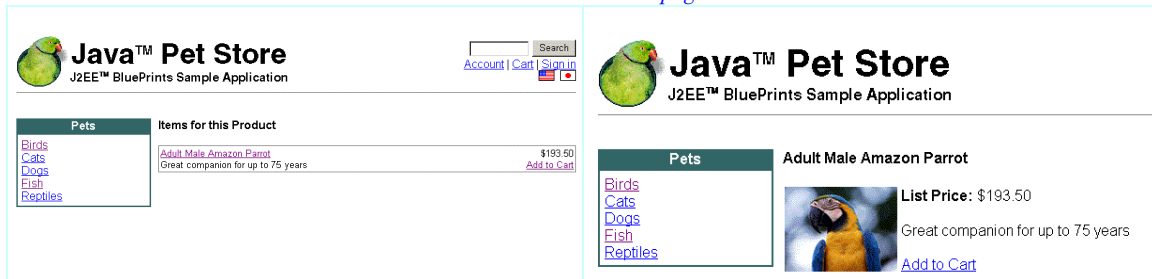 Java™ Pet Store
J2EE™ BluePrints Sample Application
Search
Account | Cart | Sign in
Pets
Birds
Cats
Dogs
Fish
Reptiles
Items for this Product
Adult Male Amazon Parrot $193.50
Great companion for up to 75 years Add to Cart
Java™ Pet Store
J2EE™ BluePrints Sample Application
Pets
Birds
Cats
Dogs
Fish
Reptiles
Adult Male Amazon Parrot
List Price: $193.50
Great companion for up to 75 years
Add to Cart